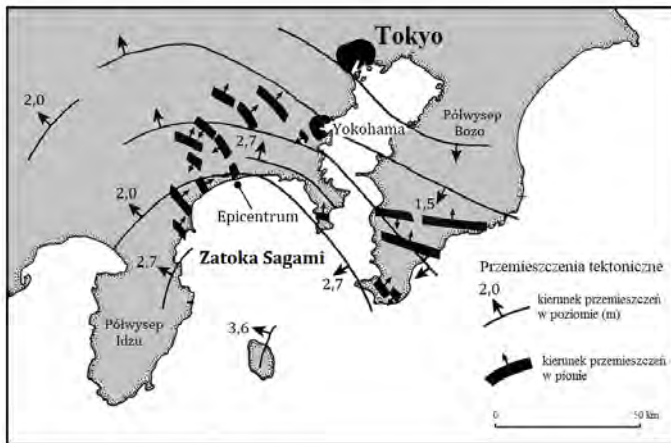 Tokyo
2,0
Półwysep
Bozo
Yokohama
2,7
1,5
2,0
Epicentrum
Zatoka Sagami
2,7
2,7
Półwysep
Idzu
3,6
Przemieszczenia tektoniczne
2,0
kierunek przemieszczeń
w poziomie (m)
kierunek przemieszczeń
w pionie
0
50 km